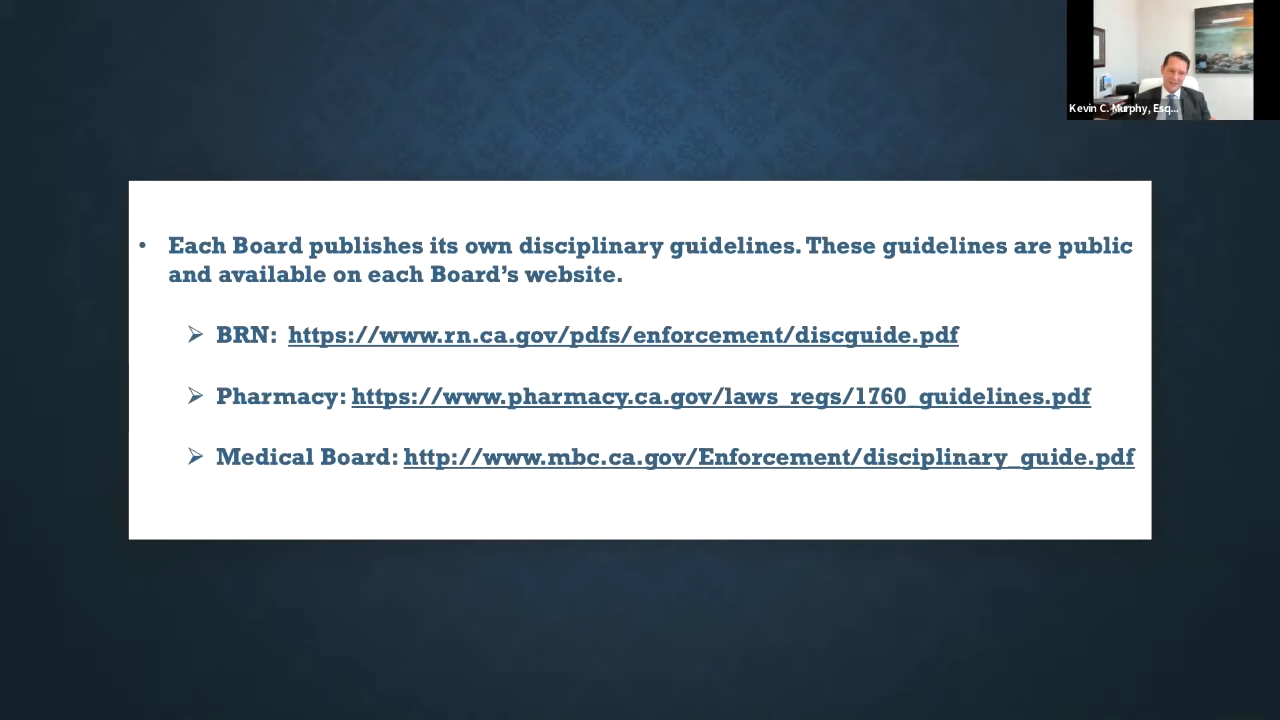 Kevin C. Murphy, Esq...
• Each Board publishes its own disciplinary guidelines. These guidelines are public
and available on each Board’s website.
➢ BRN: https://www.rn.ca.gov/pdfs/enforcement/discguide.pdf
➢ Pharmacy: https://www.pharmacy.ca.gov/laws_regs/1760_guidelines.pdf
➢ Medical Board: http://www.mbc.ca.gov/Enforcement/disciplinary_guide.pdf